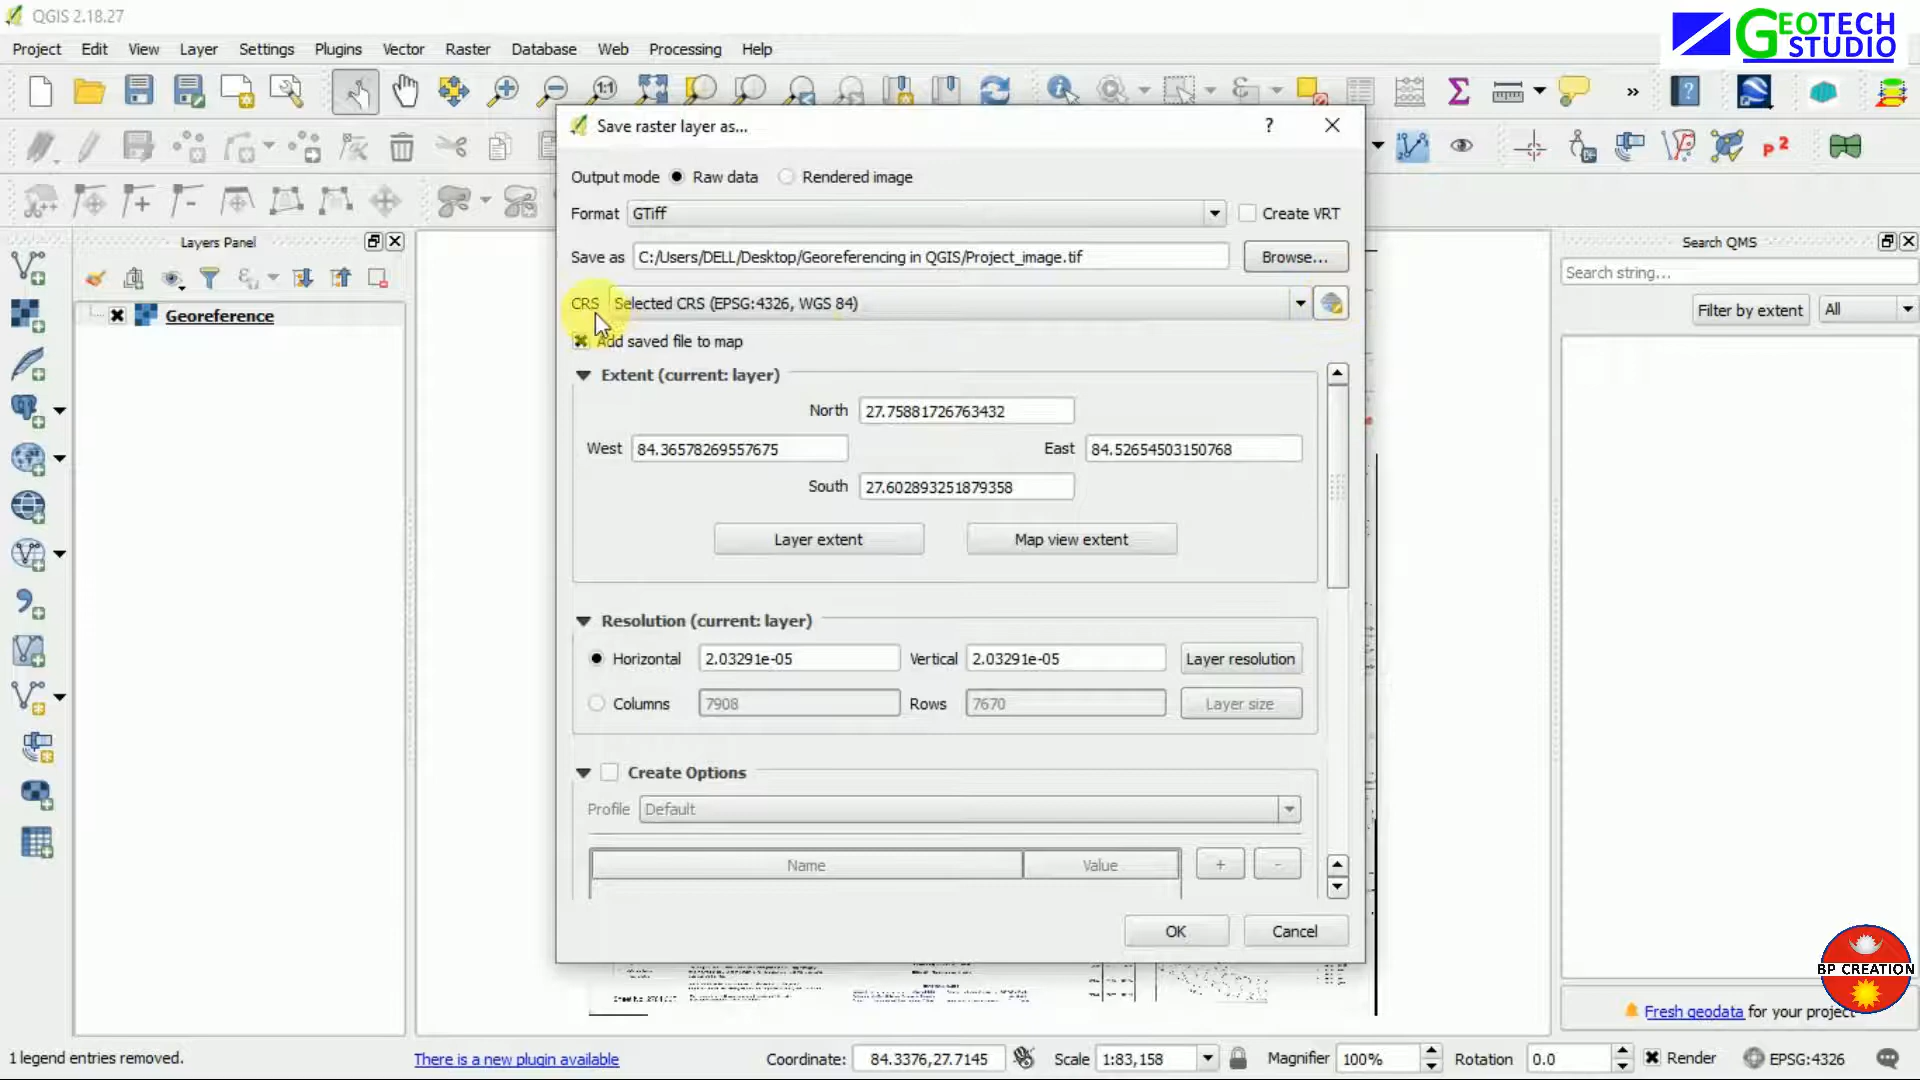 QGIS 2.18.27
GEOTECH
STUDIO
Project Edit View Layer Settings Plugins Vector Raster Database Web Processing Help
Save raster layer as...
Output mode Raw data Rendered image
Format GTiff Create VRT
Save as C:/Users/DELL/Desktop/Georeferencing in QGIS/Project_image.tif Browse...
CRS Selected CRS (EPSG:4326, WGS 84)
Add saved file to map
Extent (current: layer)
North 27.75881726763432
West 84.36578269557675 East 84.52654503150768
South 27.602893251879358
Layer extent Map view extent
Resolution (current: layer)
Horizontal 2.03291e-05 Vertical 2.03291e-05 Layer resolution
Columns 7908 Rows 7670 Layer size
Create Options
Profile Default
Name Value + -
OK Cancel
Layers Panel
Georeference
Search QMS
Search string...
Filter by extent All
BP CREATION
Fresh geodata for your project
1 legend entries removed. There is a new plugin available Coordinate: 84.3376,27.7145 Scale 1:83,158 Magnifier 100% Rotation 0.0 Render EPSG:4326